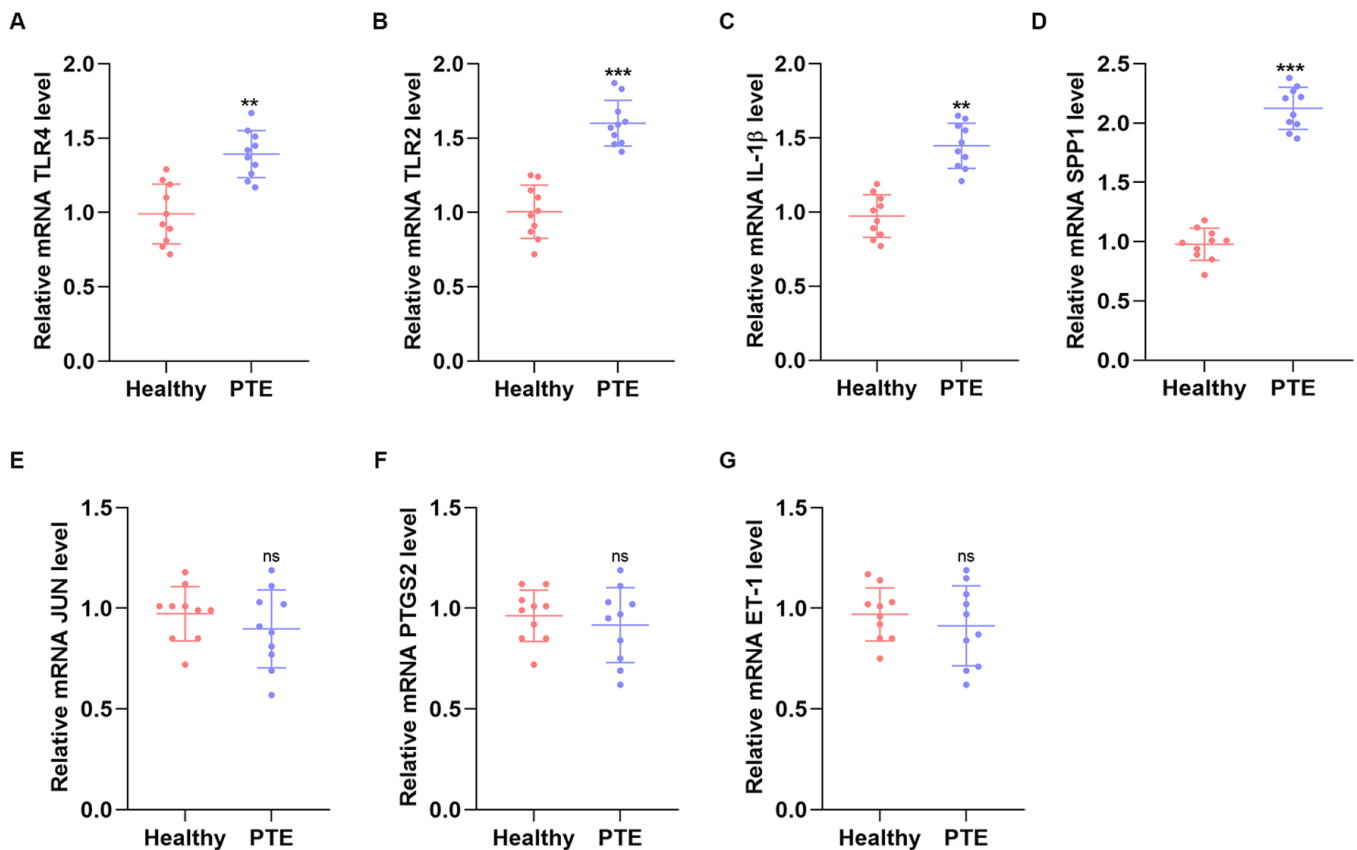 A
Relative mRNA TLR4 level
2.0
1.5
1.0
0.5
0.0
**
Healthy PTE
B
Relative mRNA TLR2 level
2.0
1.5
1.0
0.5
0.0
***
Healthy PTE
C
Relative mRNA IL-1β level
2.0
1.5
1.0
0.5
0.0
**
Healthy PTE
D
Relative mRNA SPP1 level
2.5
2.0
1.5
1.0
0.5
0.0
***
Healthy PTE
E
Relative mRNA JUN level
1.5
1.0
0.5
0.0
ns
Healthy PTE
F
Relative mRNA PTGS2 level
1.5
1.0
0.5
0.0
ns
Healthy PTE
G
Relative mRNA ET-1 level
1.5
1.0
0.5
0.0
ns
Healthy PTE